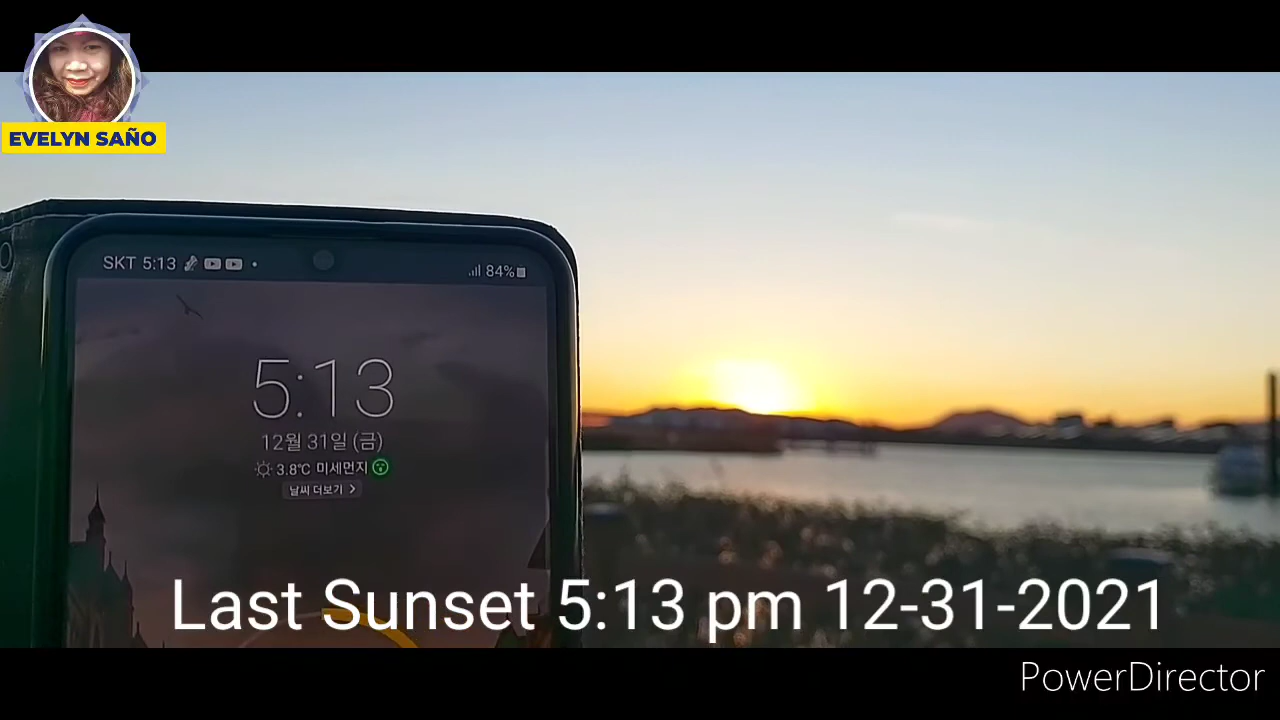 EVELYN SAÑO
SKT 5:13
84%
5:13
12월 31일 (금)
3.8°C 미세먼지
날씨 더보기 >
Last Sunset 5:13 pm 12-31-2021
PowerDirector